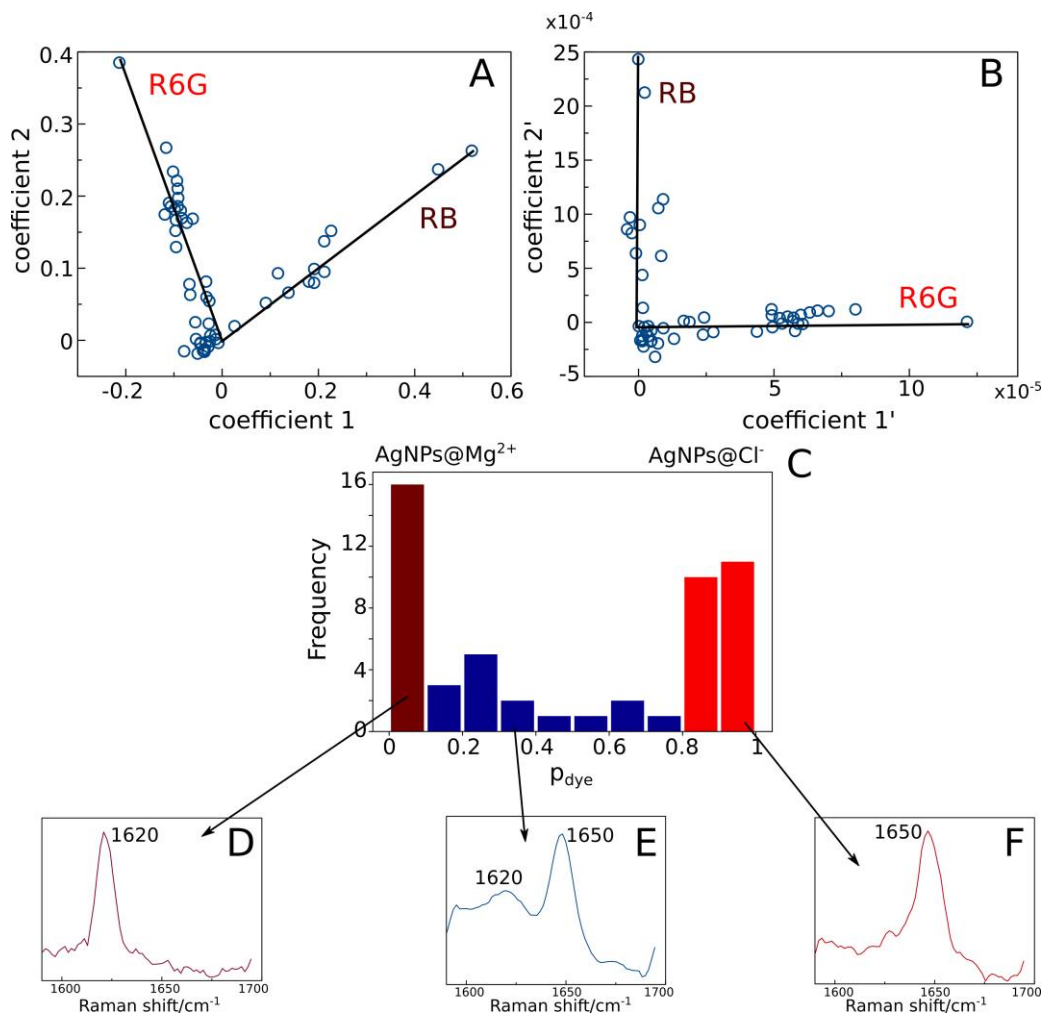 A
0.4
0.3
0.2
0.1
0
-0.2
0
0.2
0.4
0.6
coefficient 2
coefficient 1
R6G
RB
x10-4
B
25
20
15
10
5
0
-5
0
5
10
x10-5
coefficient 2'
coefficient 1'
RB
R6G
AgNPs@Mg2+
AgNPs@Cl-
C
16
12
8
4
0
Frequency
0
0.2
0.4
0.6
0.8
1
pdye
D
1620
1600
1650
1700
Raman shift/cm-1
E
1650
1620
1600
1650
1700
Raman shift/cm-1
F
1650
1600
1650
1700
Raman shift/cm-1